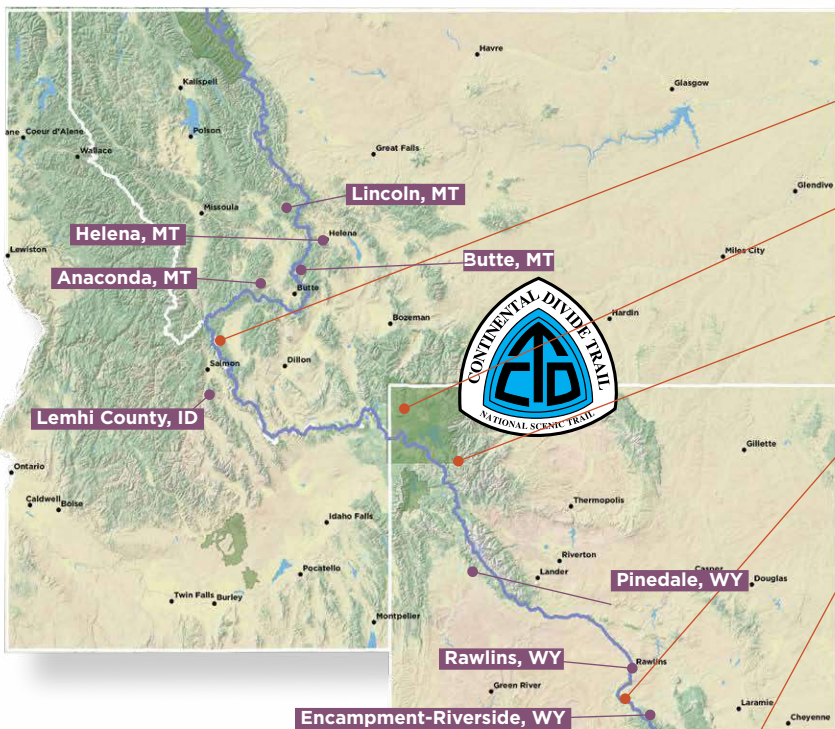 Havre
Kalispell
Glasgow
ane
Coeur d'Alene
Polson
Wallace
Great Falls
Glendive
Lincoln, MT
Missoula
Helena, MT
Helena
Lewiston
Butte, MT
Miles City
Anaconda, MT
Butte
CONTINENTAL DIVIDE TRAIL
CTD
NATIONAL SCENIC TRAIL
Bozeman
Hardin
Salmon
Dillon
Lemhi County, ID
Gillette
Ontario
Caldwell
Boise
Thermopolis
Idaho Falls
Riverton
Lander
Casper
Pocatello
Pinedale, WY
Douglas
Twin Falls
Burley
Montpelier
Rawlins, WY
Rawlins
Green River
Laramie
Encampment-Riverside, WY
Cheyenne